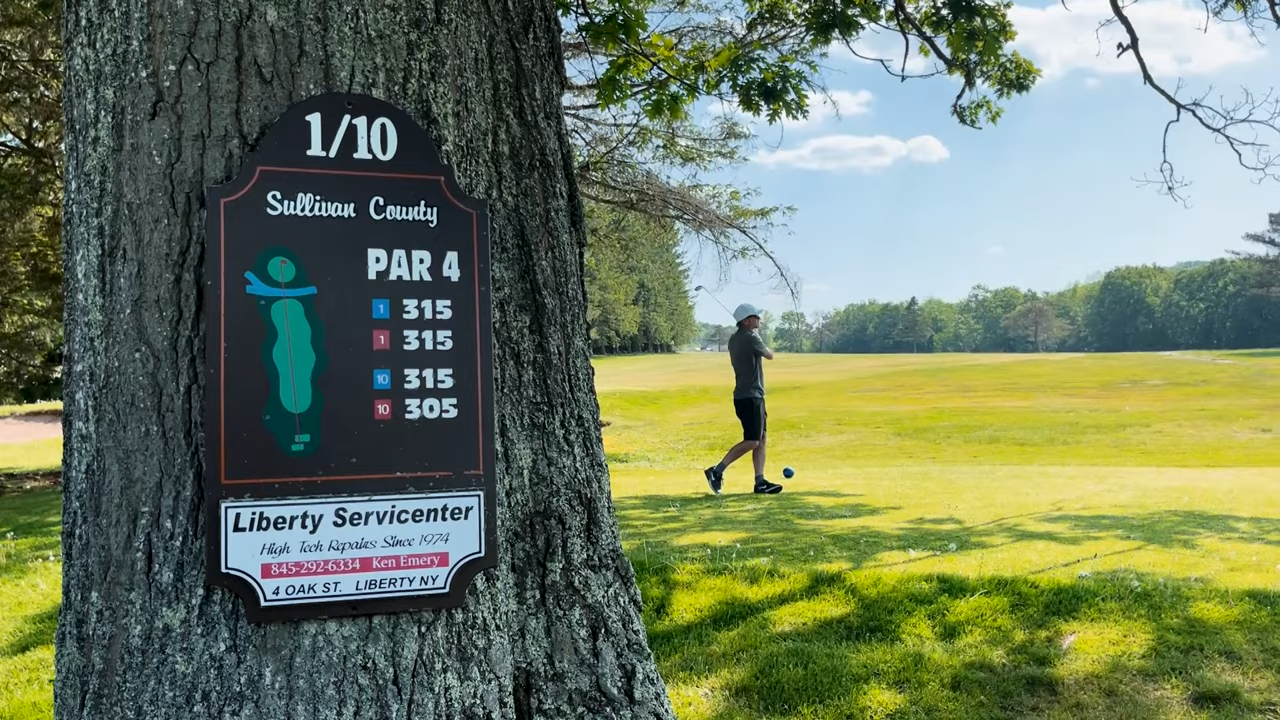 1/10
Sullivan County
PAR 4
1 315
1 315
10 315
10 305
Liberty Servicenter
High Tech Repairs Since 1974
845-292-6334 Ken Emery
4 OAK ST. LIBERTY NY